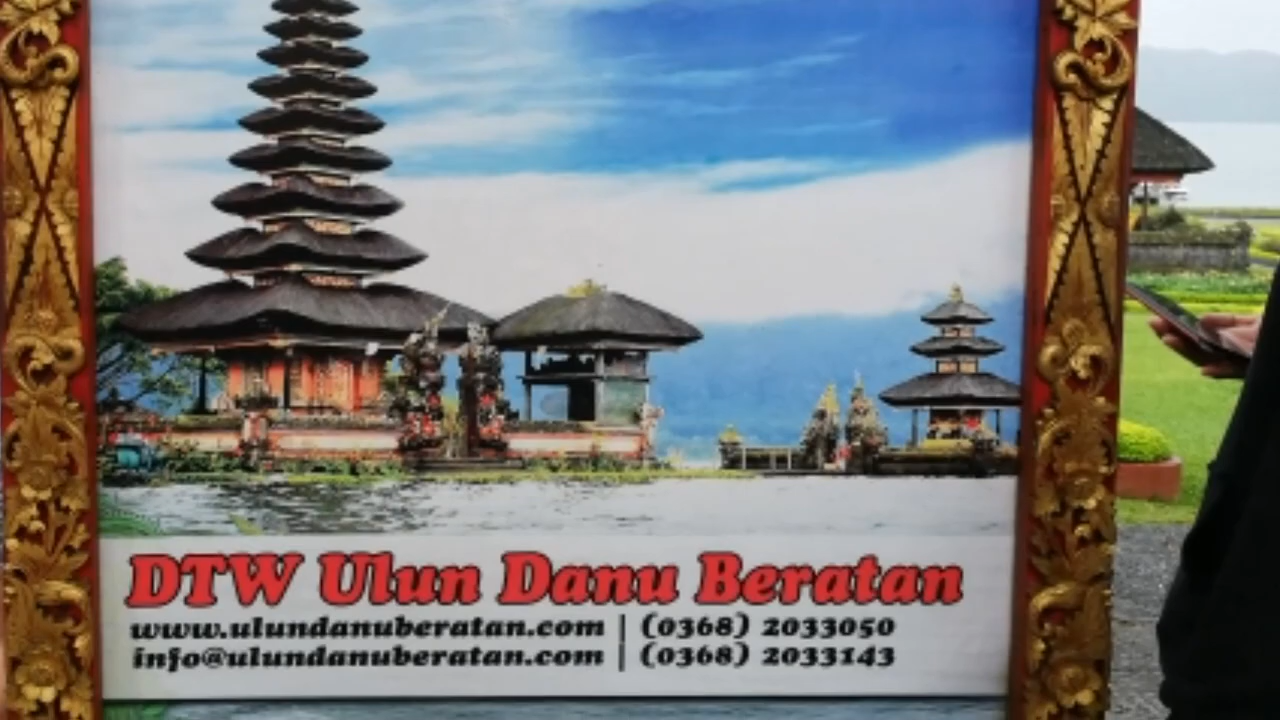 DTW Ulun Danu Beratan
www.ulundanuberatan.com | (0368) 2033050
info@ulundanuberatan.com | (0368) 2033143